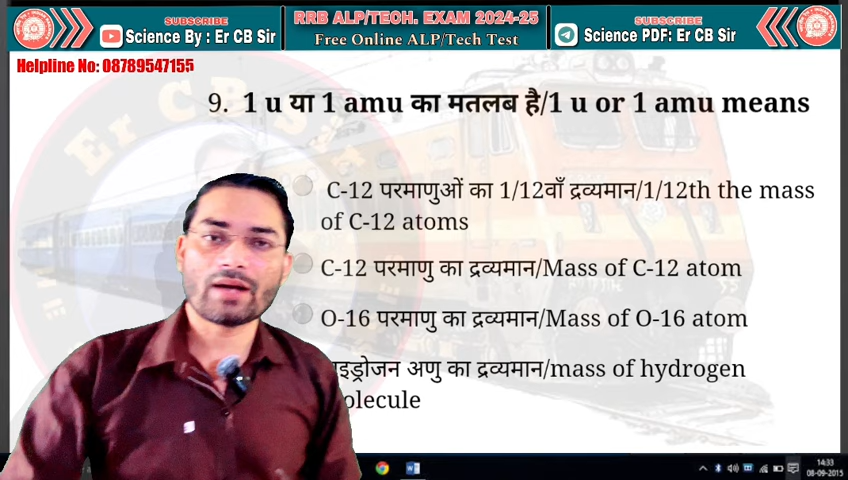 SUBSCRIBE
Science By : Er CB Sir
RRB ALP/TECH. EXAM 2024-25
Free Online ALP/Tech Test
SUBSCRIBE
Science PDF: Er CB Sir
Helpline No: 08789547155
9. 1 u या 1 amu का मतलब है/1 u or 1 amu means
C-12 परमाणुओं का 1/12वाँ द्रव्यमान/1/12th the mass
of C-12 atoms
C-12 परमाणु का द्रव्यमान/Mass of C-12 atom
O-16 परमाणु का द्रव्यमान/Mass of O-16 atom
इड्रोजन अणु का द्रव्यमान/mass of hydrogen
olecule
Er CB
14:33
08-09-2015